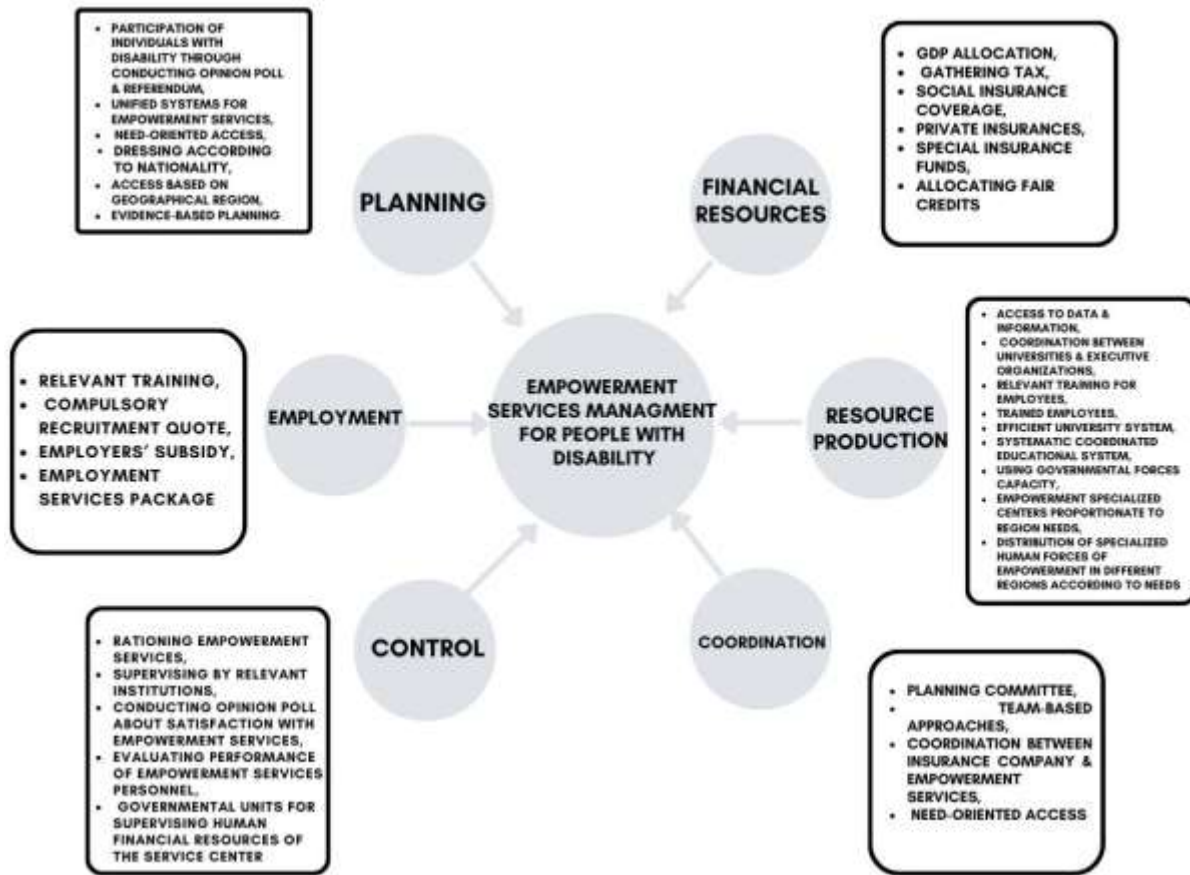 • PARTICIPATION OF
INDIVIDUALS WITH
DISABILITY THROUGH
CONDUCTING OPINION POLL
& REFERENDUM,
• UNIFIED SYSTEMS FOR
EMPOWERMENT SERVICES,
• NEED-ORIENTED ACCESS,
• DRESSING ACCORDING
TO NATIONALITY,
• ACCESS BASED ON
GEOGRAPHICAL REGION,
• EVIDENCE-BASED PLANNING
PLANNING
FINANCIAL
RESOURCES
• GDP ALLOCATION,
• GATHERING TAX,
• SOCIAL INSURANCE
COVERAGE,
• PRIVATE INSURANCES,
• SPECIAL INSURANCE
FUNDS,
• ALLOCATING FAIR
CREDITS
• RELEVANT TRAINING,
• COMPULSORY
RECRUITMENT QUOTE,
• EMPLOYERS' SUBSIDY,
• EMPLOYMENT
SERVICES PACKAGE
EMPLOYMENT
EMPOWERMENT
SERVICES MANAGMENT
FOR PEOPLE WITH
DISABILITY
RESOURCE
PRODUCTION
• ACCESS TO DATA &
INFORMATION,
• COORDINATION BETWEEN
UNIVERSITIES & EXECUTIVE
ORGANIZATIONS,
• RELEVANT TRAINING FOR
EMPLOYEES,
• TRAINED EMPLOYEES,
• EFFICIENT UNIVERSITY SYSTEM,
• SYSTEMATIC COORDINATED
EDUCATIONAL SYSTEM,
• USING GOVERNMENTAL FORCES
CAPACITY,
• EMPOWERMENT SPECIALIZED
CENTERS PROPORTIONATE TO
REGION NEEDS,
• DISTRIBUTION OF SPECIALIZED
HUMAN FORCES OF
EMPOWERMENT IN DIFFERENT
REGIONS ACCORDING TO NEEDS
• RATIONING EMPOWERMENT
SERVICES,
• SUPERVISING BY RELEVANT
INSTITUTIONS,
• CONDUCTING OPINION POLL
ABOUT SATISFACTION WITH
EMPOWERMENT SERVICES,
• EVALUATING PERFORMANCE
OF EMPOWERMENT SERVICES
PERSONNEL,
• GOVERNMENTAL UNITS FOR
SUPERVISING HUMAN
FINANCIAL RESOURCES OF
THE SERVICE CENTER
CONTROL
COORDINATION
• PLANNING COMMITTEE,
• TEAM-BASED
APPROACHES,
• COORDINATION BETWEEN
INSURANCE COMPANY &
EMPOWERMENT
SERVICES,
• NEED-ORIENTED ACCESS